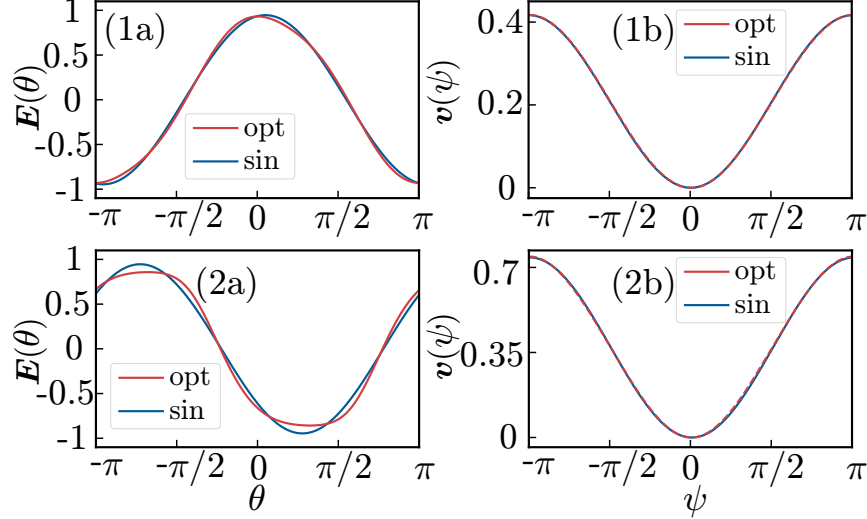 (1a)
E(θ)
1
0.5
0
-0.5
-1
opt
sin
-π
-π/2
0
π/2
π
(1b)
v(ψ)
0.4
0.2
0
opt
sin
-π
-π/2
0
π/2
π
(2a)
E(θ)
1
0.5
0
-0.5
-1
opt
sin
-π
-π/2
0
π/2
π
θ
(2b)
v(ψ)
0.7
0.35
0
opt
sin
-π
-π/2
0
π/2
π
ψ